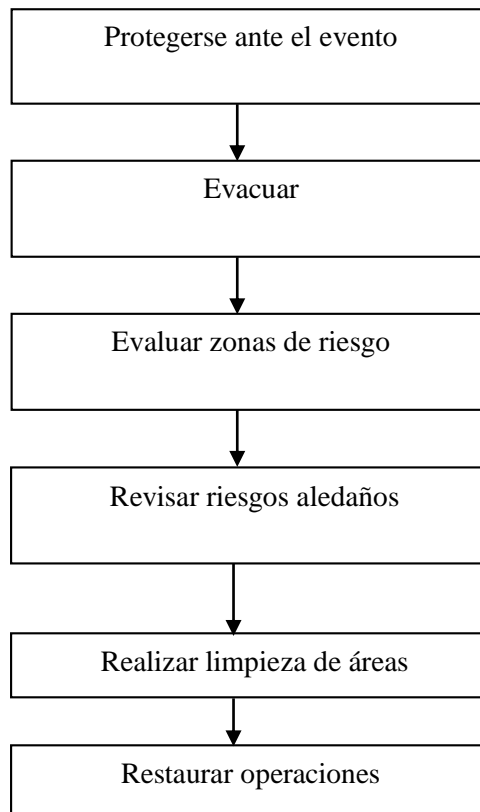 Protegerse ante el evento
Evacuar
Evaluar zonas de riesgo
Revisar riesgos aledaños
Realizar limpieza de áreas
Restaurar operaciones